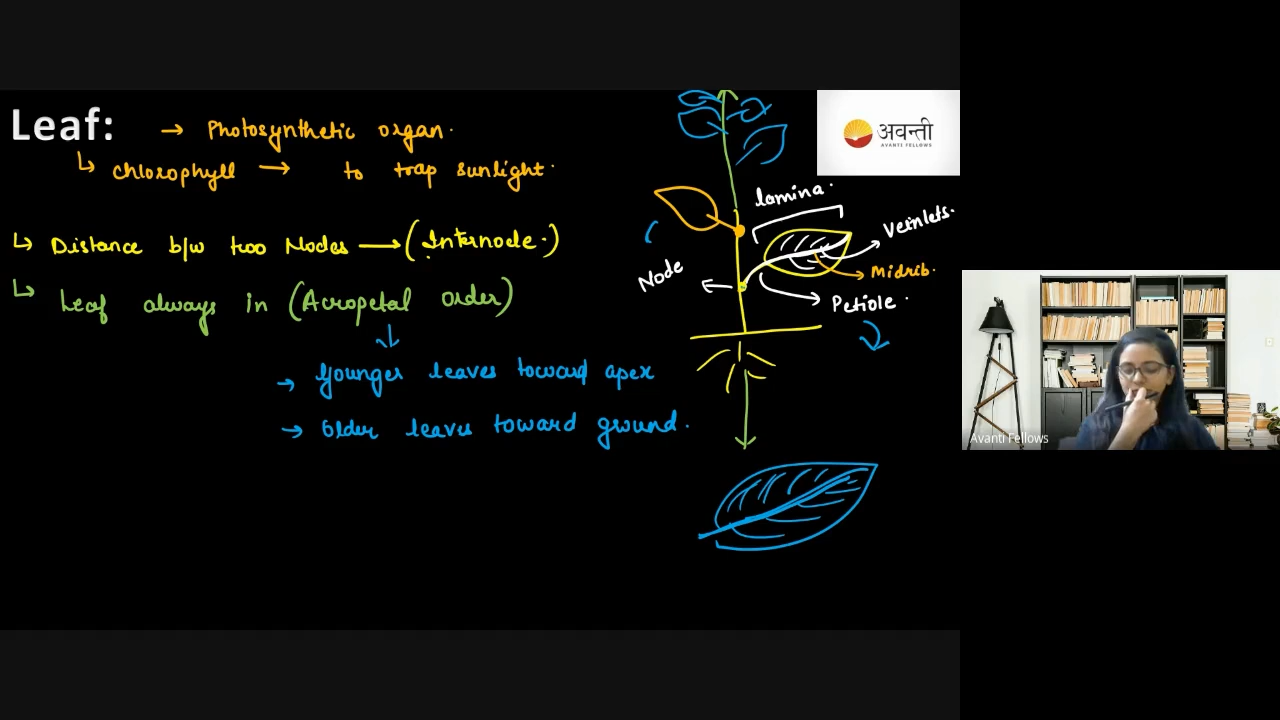 Leaf: → Photosynthetic organ.
↳ chlorophyll → to trap sunlight.
↳ Distance b/w two Nodes → (Internode.)
↳ Leaf always in (Acropetal order)
→ younger leaves toward apex
→ older leaves toward ground.
lamina.
Veinlets.
Midrib.
Petiole.
Node
अवन्ती
AVANTI FELLOWS
Avanti Fellows